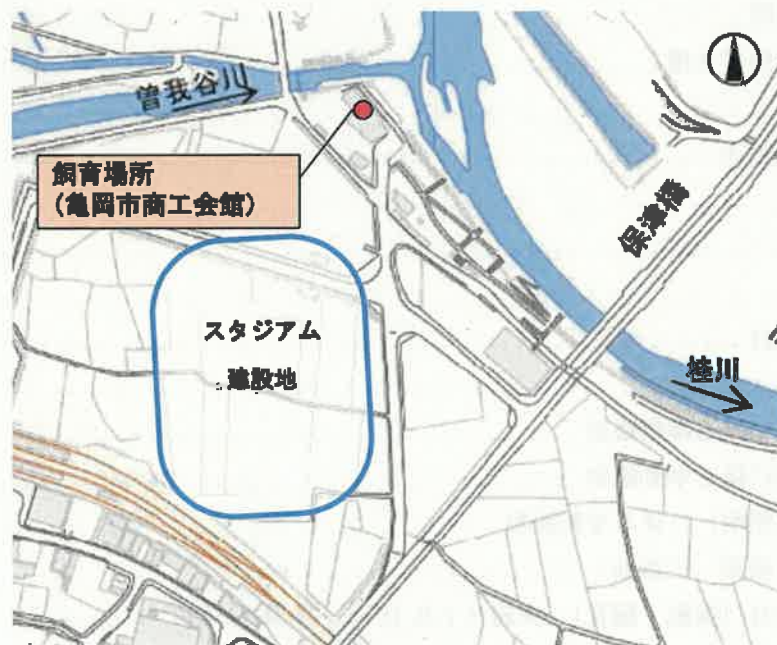 曽我谷川
飼育場所
(亀岡市商工会館)
保津橋
スタジアム
建設地
桂川